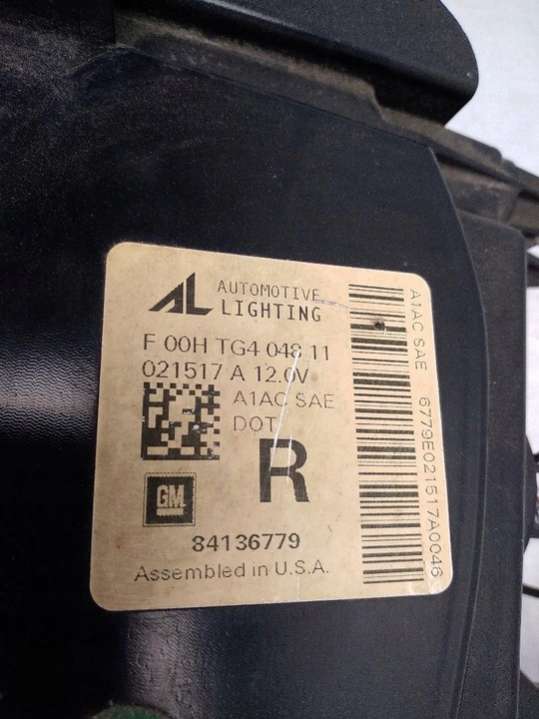 AL AUTOMOTIVE
LIGHTING
F 00H TG4 048 11
021517 A 12.0V
A1AC SAE
DOT
R
GM
84136779
Assembled in U.S.A.
A1AC SAE 6779E021517A0046